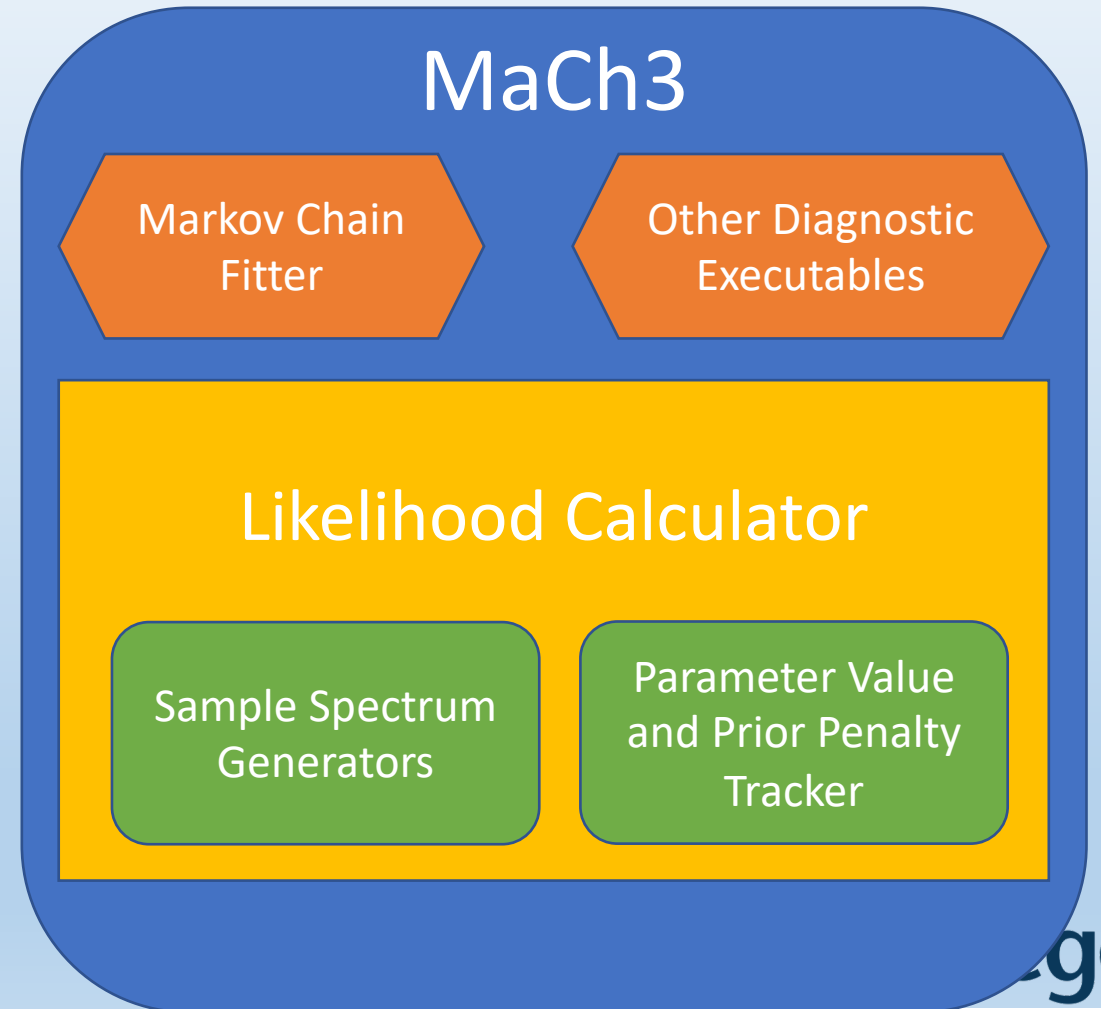 MaCh3
Markov Chain
Fitter
Other Diagnostic
Executables
Likelihood Calculator
Sample Spectrum
Generators
Parameter Value
and Prior Penalty
Tracker